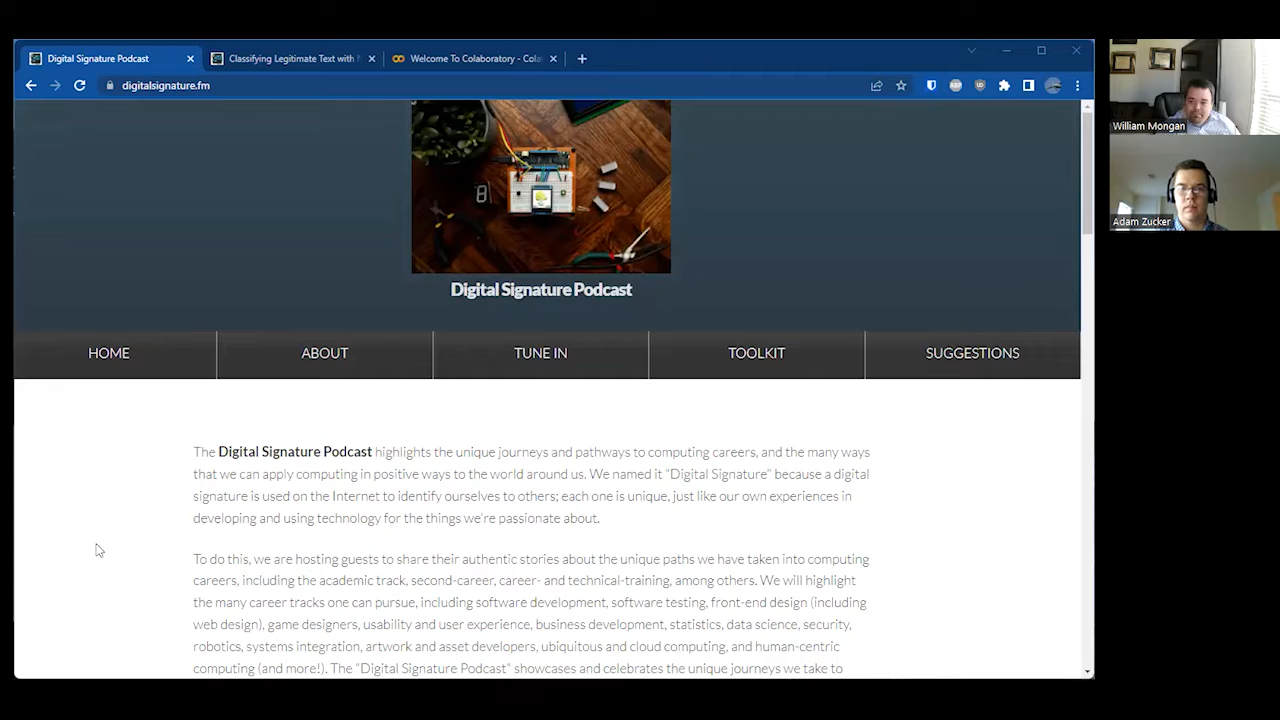 Digital Signature Podcast
Classifying Legitimate Text with
Welcome To Colaboratory - Cola
digitalsignature.fm
William Mongan
Adam Zucker
Digital Signature Podcast
HOME
ABOUT
TUNE IN
TOOLKIT
SUGGESTIONS
The Digital Signature Podcast highlights the unique journeys and pathways to computing careers, and the many ways
that we can apply computing in positive ways to the world around us. We named it "Digital Signature" because a digital
signature is used on the Internet to identify ourselves to others; each one is unique, just like our own experiences in
developing and using technology for the things we're passionate about.
To do this, we are hosting guests to share their authentic stories about the unique paths we have taken into computing
careers, including the academic track, second-career, career- and technical-training, among others. We will highlight
the many career tracks one can pursue, including software development, software testing, front-end design (including
web design), game designers, usability and user experience, business development, statistics, data science, security,
robotics, systems integration, artwork and asset developers, ubiquitous and cloud computing, and human-centric
computing (and more!). The "Digital Signature Podcast" showcases and celebrates the unique journeys we take to